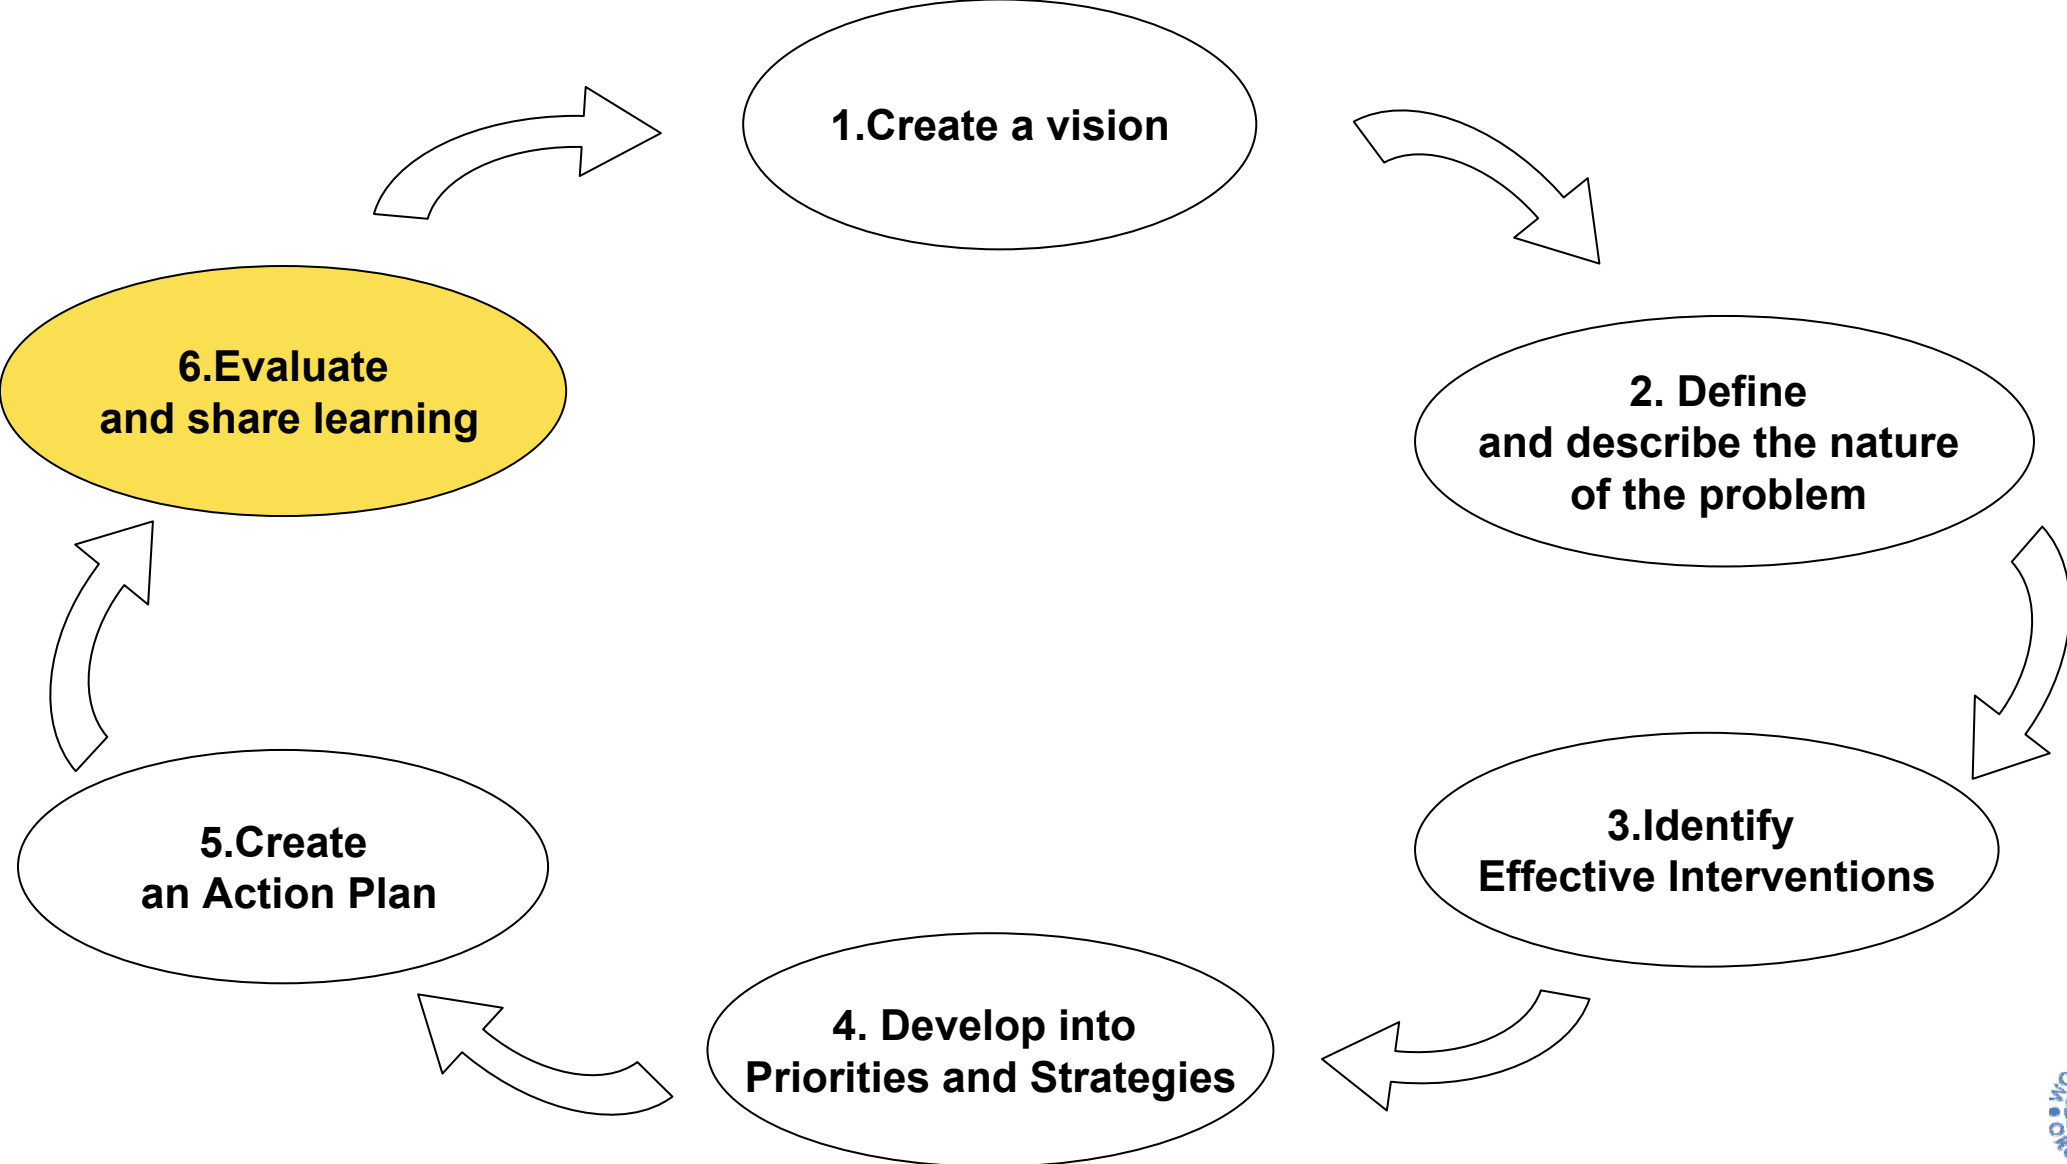 1.Create a vision
2. Define
and describe the nature
of the problem
3.Identify
Effective Interventions
4. Develop into
Priorities and Strategies
5.Create
an Action Plan
6.Evaluate
and share learning